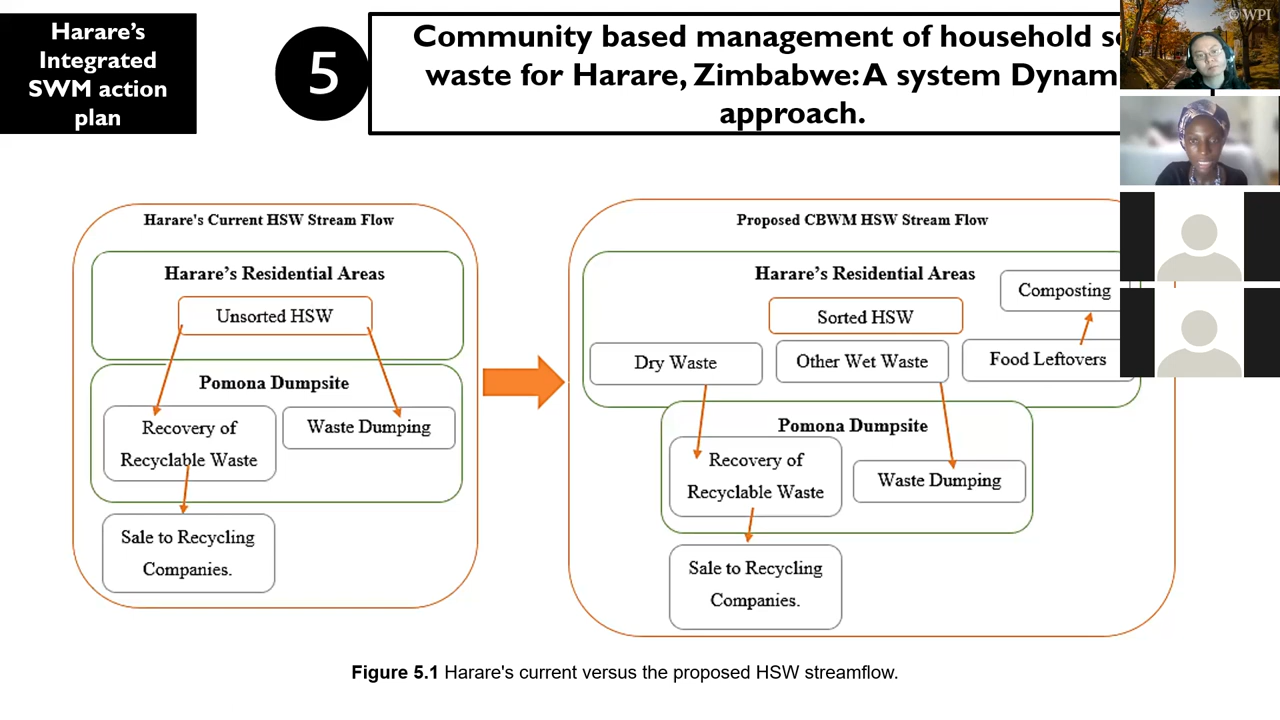 Harare's
Integrated
SWM action
plan
5
Community based management of household
waste for Harare, Zimbabwe: A system
approach.
© WPI
Harare's Current HSW Stream Flow
Harare's Residential Areas
Unsorted HSW
Pomona Dumpsite
Recovery of
Recyclable Waste
Waste Dumping
Sale to Recycling
Companies.
Proposed CBWM HSW Stream Flow
Harare's Residential Areas
Composting
Sorted HSW
Dry Waste
Other Wet Waste
Food Leftovers
Pomona Dumpsite
Recovery of
Recyclable Waste
Waste Dumping
Sale to Recycling
Companies.
Figure 5.1 Harare's current versus the proposed HSW streamflow.